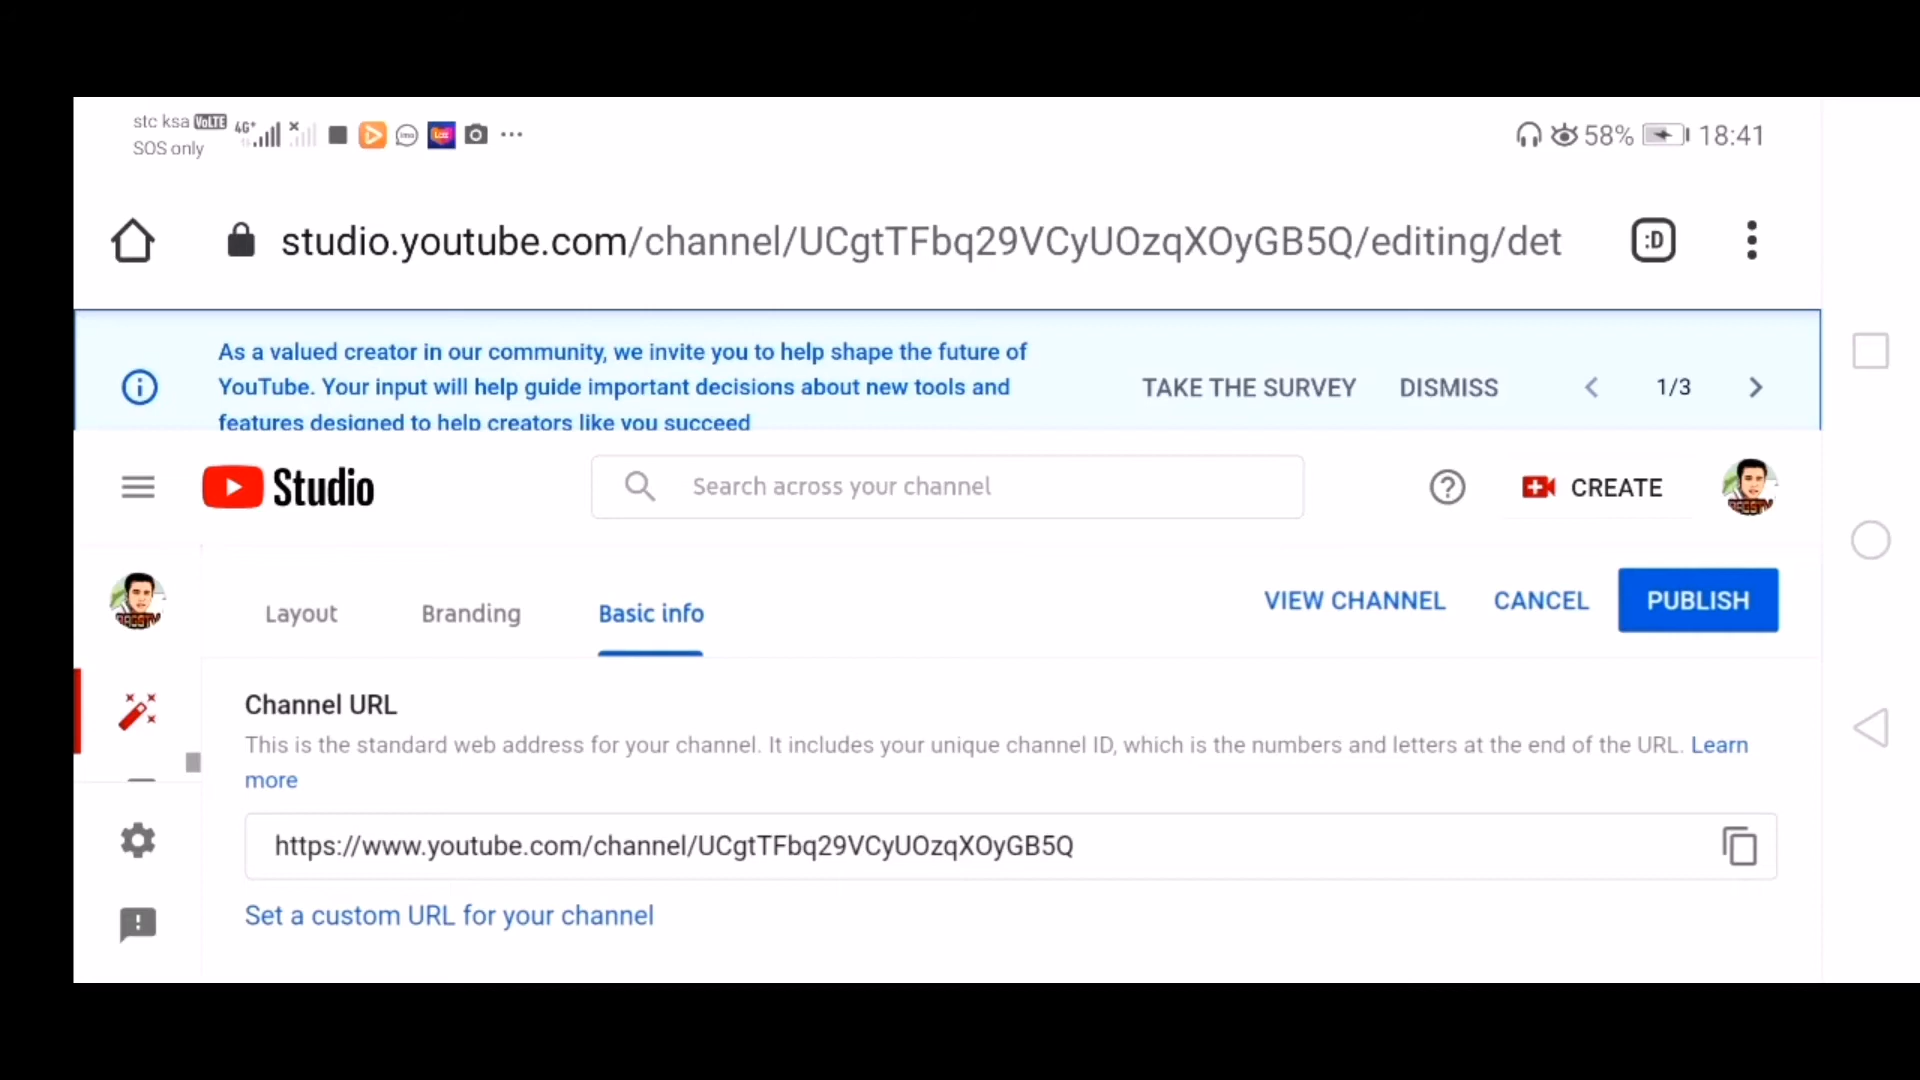 stc ksa VoLTE
SOS only
4G+
58%
18:41
studio.youtube.com/channel/UCgtTFbq29VCyUOzqXOyGB5Q/editing/det
:D
As a valued creator in our community, we invite you to help shape the future of
YouTube. Your input will help guide important decisions about new tools and
features designed to help creators like you succeed
TAKE THE SURVEY
DISMISS
1/3
Studio
Search across your channel
CREATE
Layout
Branding
Basic info
VIEW CHANNEL
CANCEL
PUBLISH
Channel URL
This is the standard web address for your channel. It includes your unique channel ID, which is the numbers and letters at the end of the URL. Learn
more
https://www.youtube.com/channel/UCgtTFbq29VCyUOzqXOyGB5Q
Set a custom URL for your channel